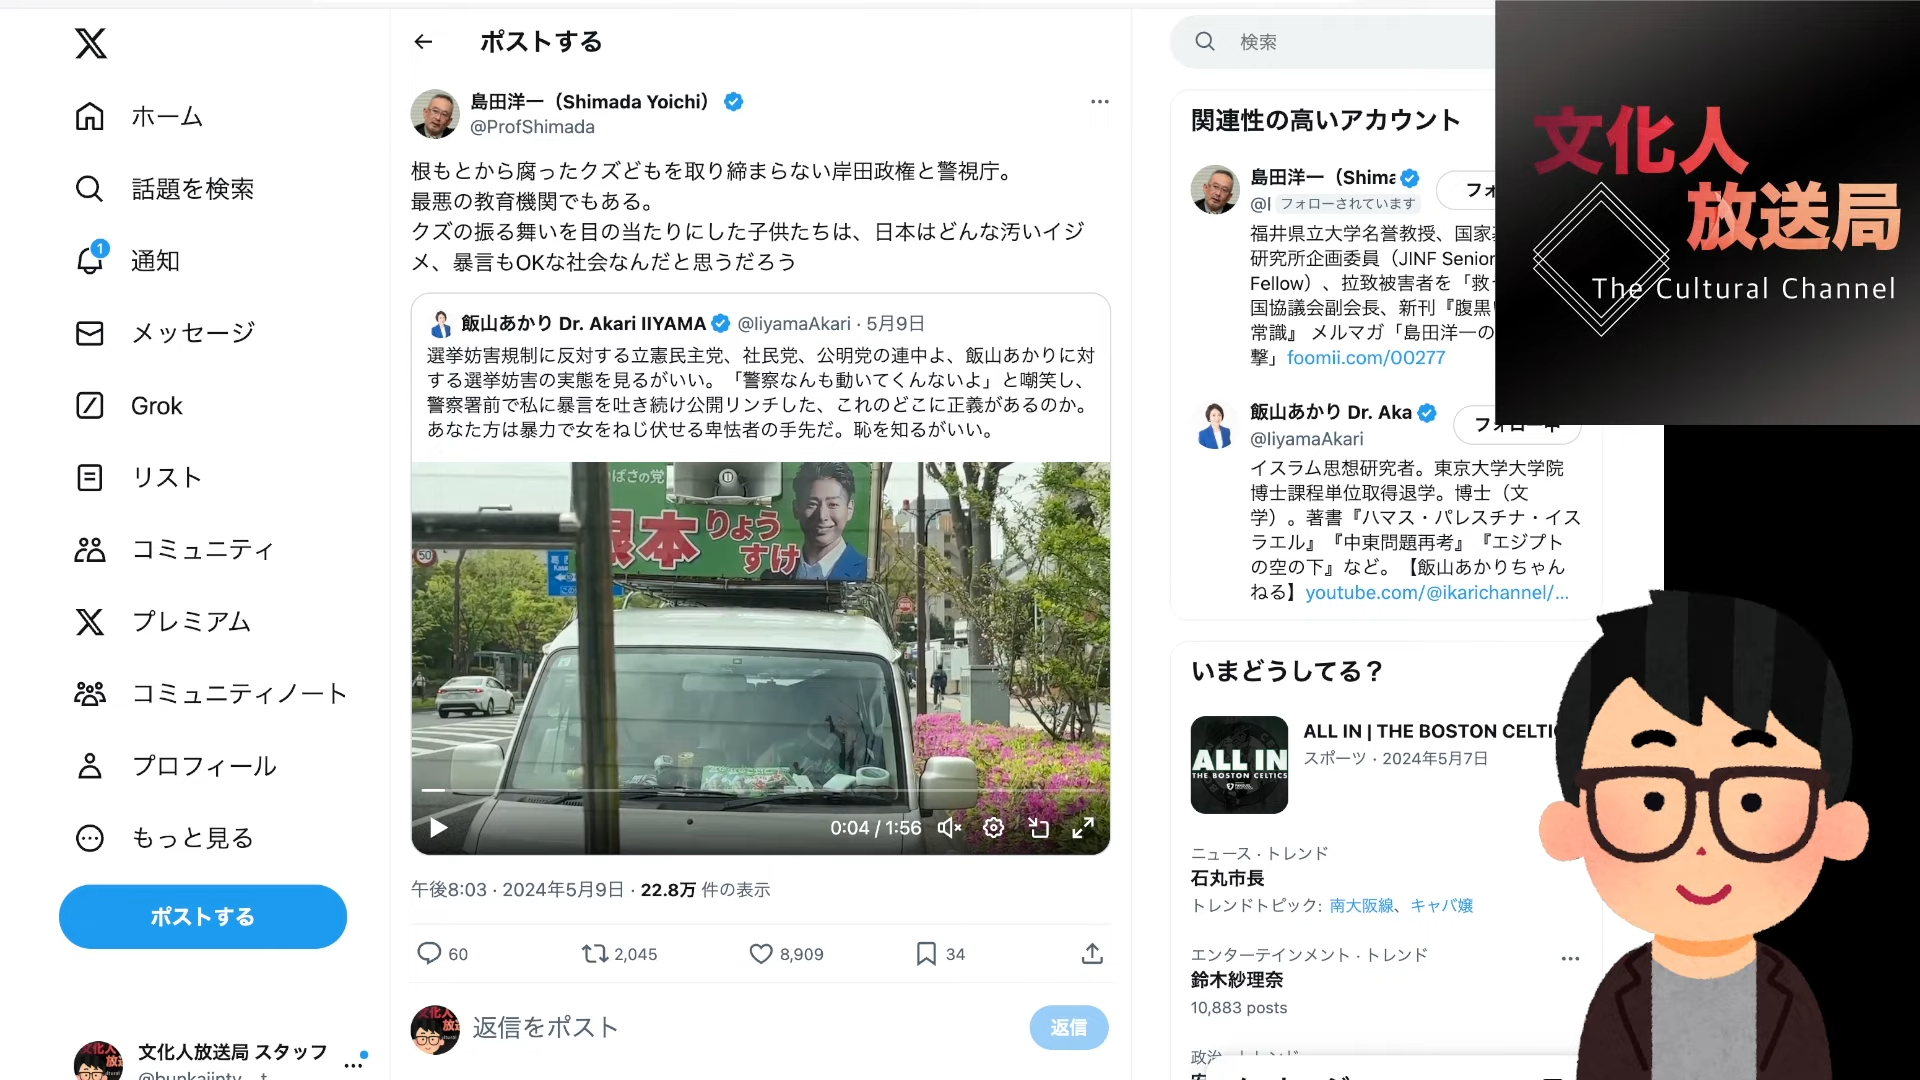 ホーム
話題を検索
1
通知
メッセージ
Grok
リスト
コミュニティ
プレミアム
コミュニティノート
プロフィール
もっと見る
ポストする
文化人放送局 スタッフ
ポストする
島田洋一（Shimada Yoichi）
@ProfShimada
根もとから腐ったクズどもを取り締まらない岸田政権と警視庁。
最悪の教育機関でもある。
クズの振る舞いを目の当たりにした子供たちは、日本はどんな汚いイジ
メ、暴言もOKな社会なんだと思うだろう
飯山あかり Dr. Akari IIYAMA @IiyamaAkari · 5月9日
選挙妨害規制に反対する立憲民主党、社民党、公明党の連中よ、飯山あかりに対
する選挙妨害の実態を見るがいい。「警察なんも動いてくんないよ」と嘲笑し、
警察署前で私に暴言を吐き続け公開リンチした、これのどこに正義があるのか。
あなた方は暴力で女をねじ伏せる卑怯者の手先だ。恥を知るがいい。
ばさの党
根本 りょう
すけ
50
0:04 / 1:56
午後8:03 · 2024年5月9日 · 22.8万 件の表示
60
2,045
8,909
34
返信をポスト
返信
検索
関連性の高いアカウント
島田洋一（Shima
フォローされています
福井県立大学名誉教授、国家
研究所企画委員（JINF Senior
Fellow）、拉致被害者を「救
国協議会副会長、新刊『腹黒
常識』 メルマガ「島田洋一の
撃」foomii.com/00277
飯山あかり Dr. Aka
@IiyamaAkari
フォロー中
イスラム思想研究者。東京大学大学院
博士課程単位取得退学。博士（文
学）。著書『ハマス・パレスチナ・イス
ラエル』『中東問題再考』『エジプト
の空の下』など。【飯山あかりちゃん
ねる】youtube.com/@ikarichannel/…
いまどうしてる？
ALL IN
THE BOSTON CELTICS
ALL IN | THE BOSTON CELTI
スポーツ · 2024年5月7日
ニュース · トレンド
石丸市長
トレンドトピック: 南大阪線、キャバ嬢
エンターテインメント · トレンド
鈴木紗理奈
10,883 posts
文化人
放送局
The Cultural Channel